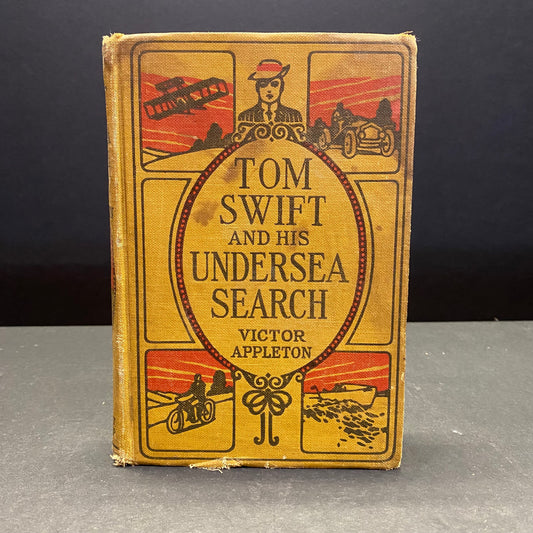 TOM
SWIFT
AND HIS
UNDERSEA
SEARCH
VICTOR
APPLETON